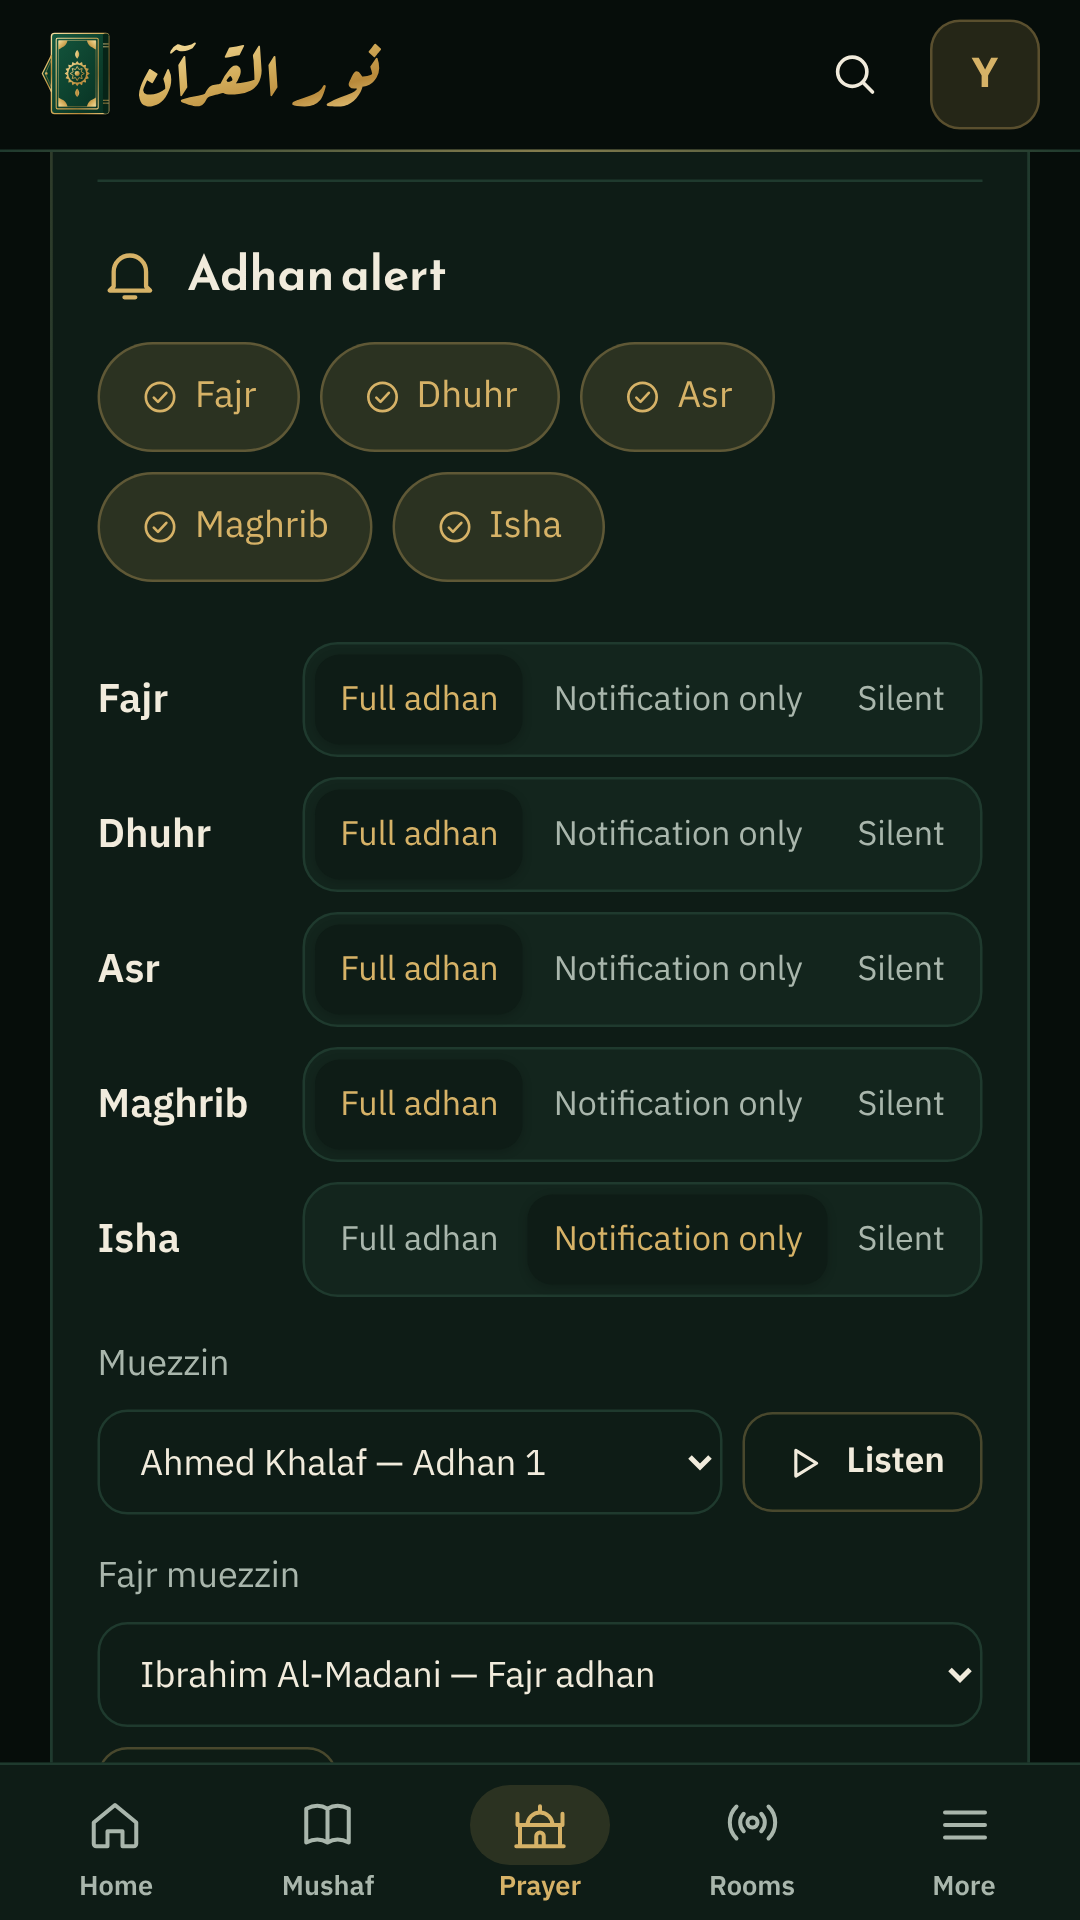 نور القرآن
Y
Adhan alert
Fajr
Dhuhr
Asr
Maghrib
Isha
Fajr Full adhan Notification only Silent
Dhuhr Full adhan Notification only Silent
Asr Full adhan Notification only Silent
Maghrib Full adhan Notification only Silent
Isha Full adhan Notification only Silent
Muezzin
Ahmed Khalaf — Adhan 1
Listen
Fajr muezzin
Ibrahim Al-Madani — Fajr adhan
Home Mushaf Prayer Rooms More